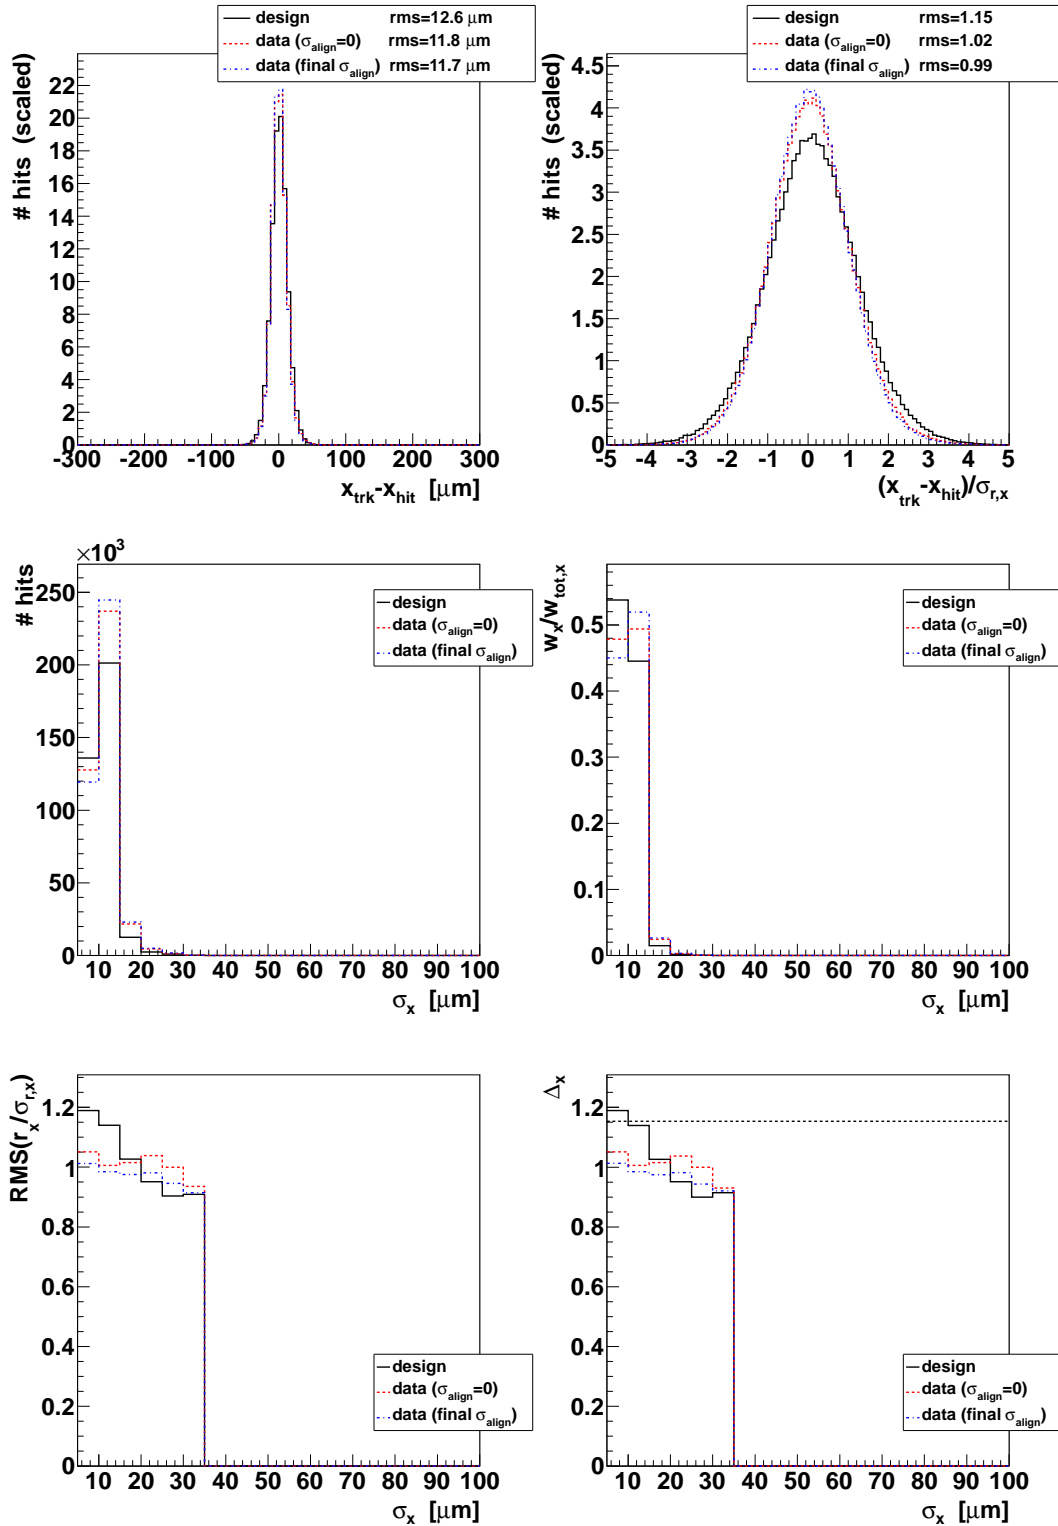 design rms=12.6 μm
data (σalign=0) rms=11.8 μm
data (final σalign) rms=11.7 μm
# hits (scaled)
22
20
18
16
14
12
10
8
6
4
2
0
-300 -200 -100 0 100 200 300
xtrk-xhit [μm]
design rms=1.15
data (σalign=0) rms=1.02
data (final σalign) rms=0.99
# hits (scaled)
4.5
4
3.5
3
2.5
2
1.5
1
0.5
0
-5 -4 -3 -2 -1 0 1 2 3 4 5
(xtrk-xhit)/σr,x
×10³
# hits
250
200
150
100
50
0
10 20 30 40 50 60 70 80 90 100
σx [μm]
design
data (σalign=0)
data (final σalign)
wx/wtot,x
0.5
0.4
0.3
0.2
0.1
0
10 20 30 40 50 60 70 80 90 100
σx [μm]
design
data (σalign=0)
data (final σalign)
RMS(rx/σr,x)
1.2
1
0.8
0.6
0.4
0.2
0
10 20 30 40 50 60 70 80 90 100
σx [μm]
design
data (σalign=0)
data (final σalign)
Δx
1.2
1
0.8
0.6
0.4
0.2
0
10 20 30 40 50 60 70 80 90 100
σx [μm]
design
data (σalign=0)
data (final σalign)